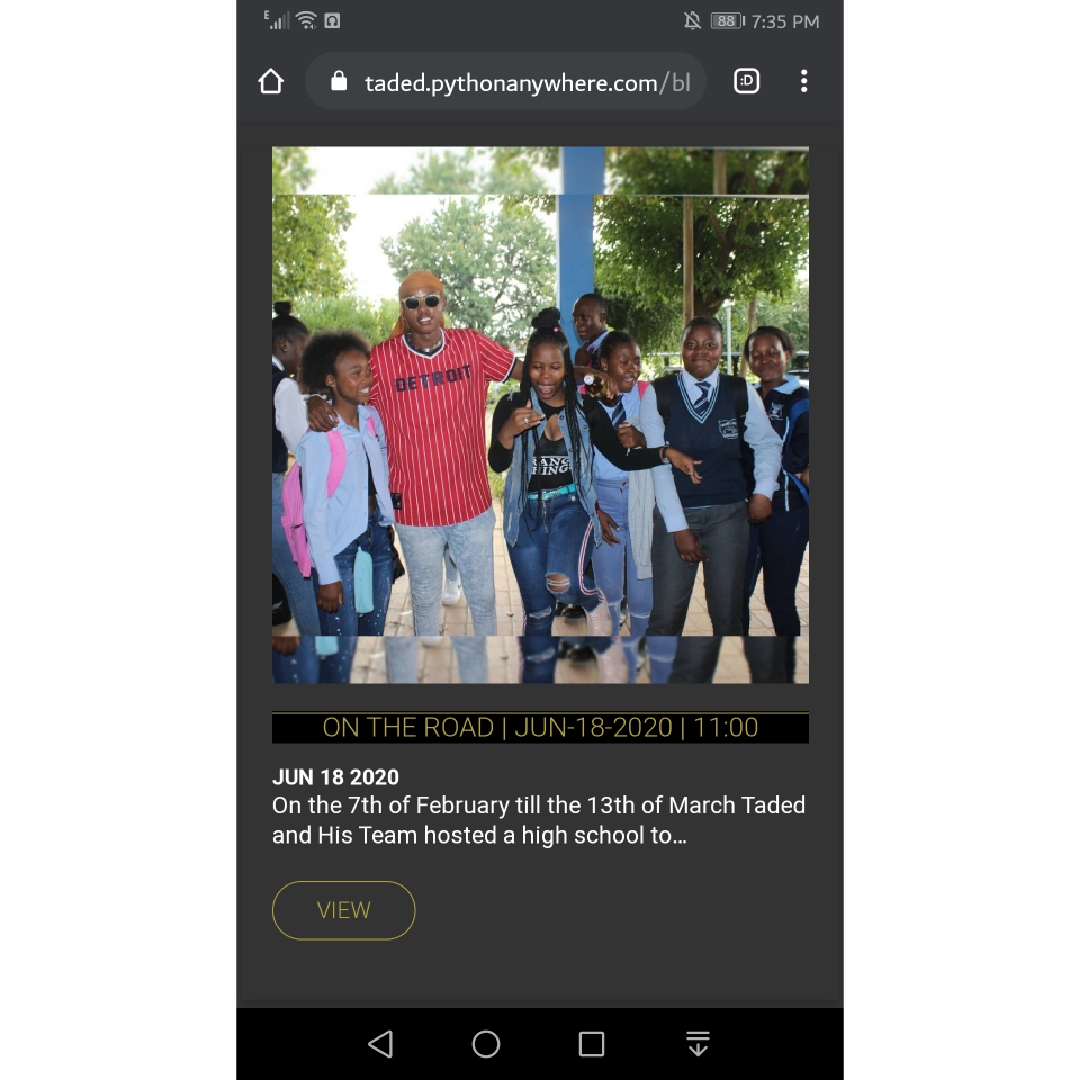 E
88 7:35 PM
taded.pythonanywhere.com/bl
:D
DETROIT
ON THE ROAD | JUN-18-2020 | 11:00
JUN 18 2020
On the 7th of February till the 13th of March Taded
and His Team hosted a high school to...
VIEW